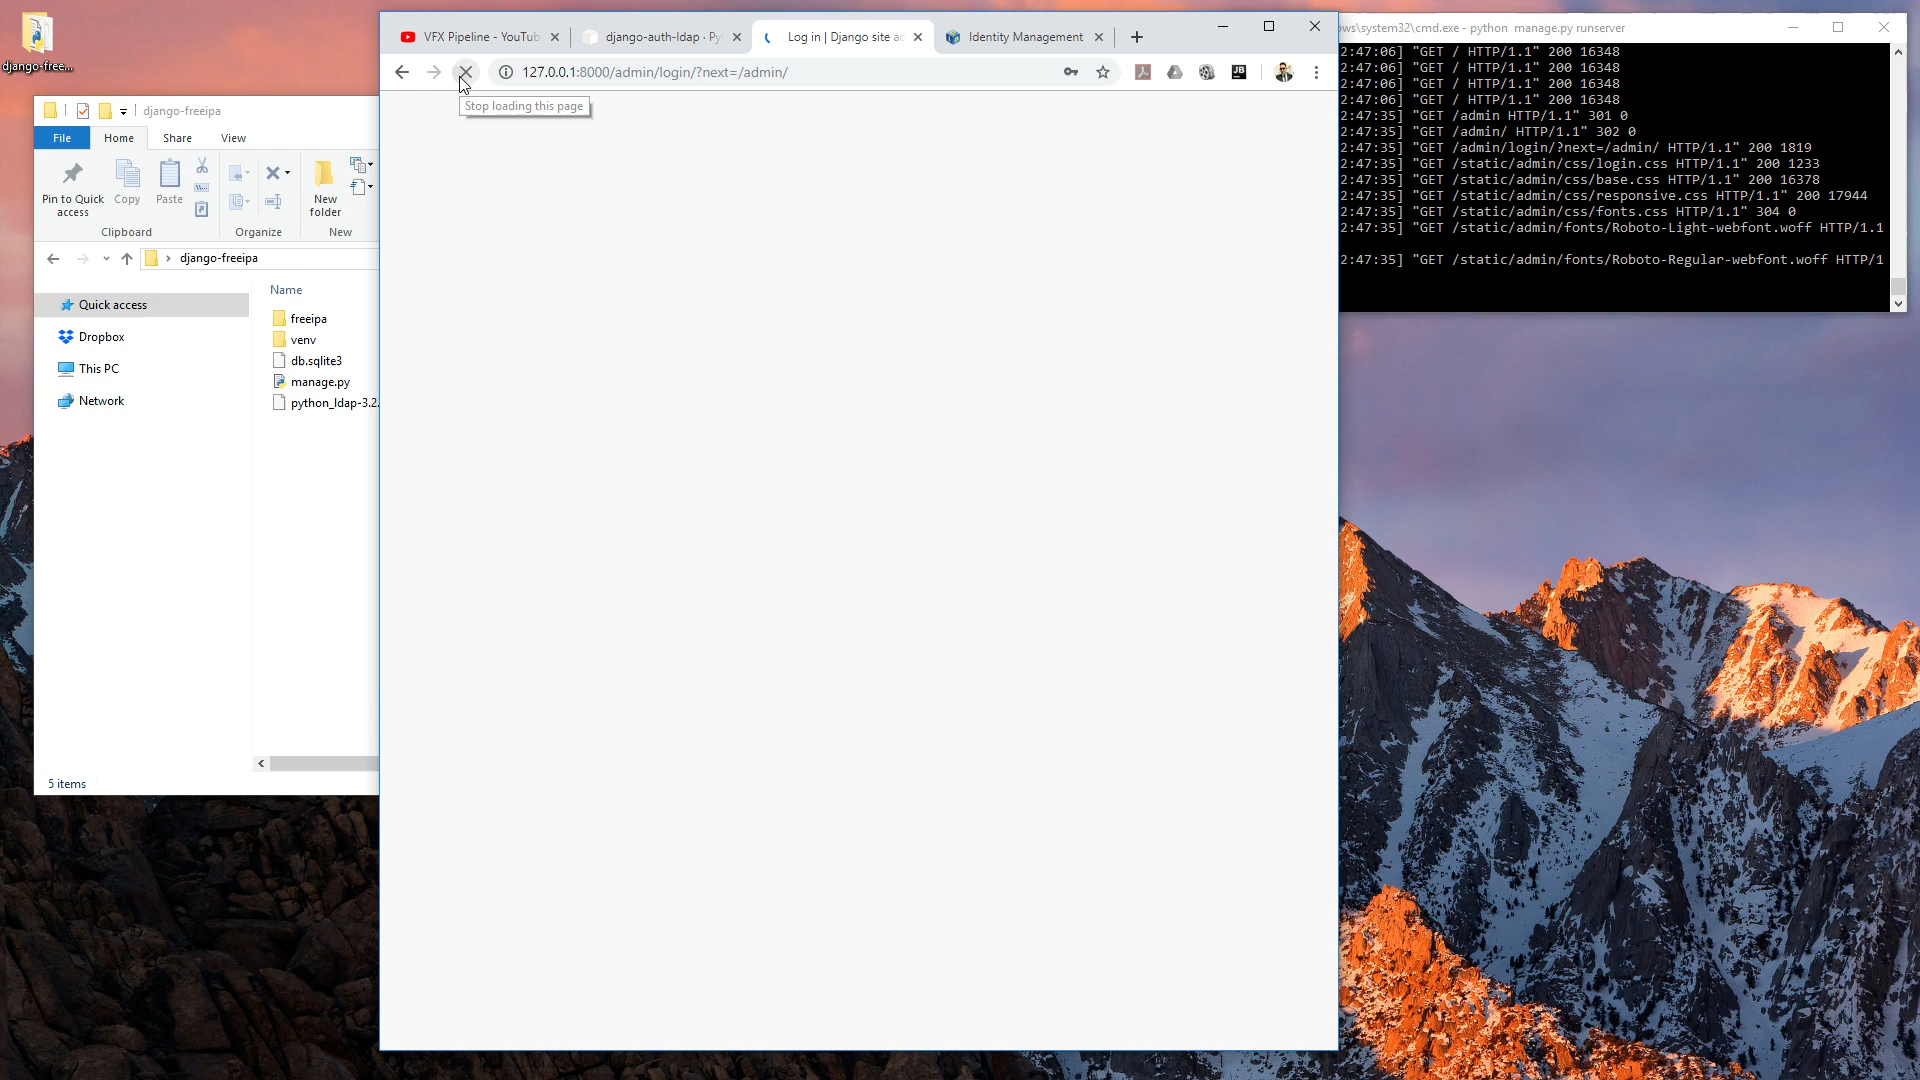 django-free...
django-freeipa
File
Home
Share
View
Pin to Quick
access
Copy
Paste
New
folder
Clipboard
Organize
New
django-freeipa
Quick access
Dropbox
This PC
Network
Name
freeipa
venv
db.sqlite3
manage.py
python_ldap-3.2.
5 items
VFX Pipeline - YouTub
django-auth-ldap · Py
Log in | Django site ad
Identity Management
127.0.0.1:8000/admin/login/?next=/admin/
JB
Stop loading this page
ws\system32\cmd.exe - python manage.py runserver
2:47:06] "GET / HTTP/1.1" 200 16348
2:47:06] "GET / HTTP/1.1" 200 16348
2:47:06] "GET / HTTP/1.1" 200 16348
2:47:06] "GET / HTTP/1.1" 200 16348
2:47:35] "GET /admin HTTP/1.1" 301 0
2:47:35] "GET /admin/ HTTP/1.1" 302 0
2:47:35] "GET /admin/login/?next=/admin/ HTTP/1.1" 200 1819
2:47:35] "GET /static/admin/css/login.css HTTP/1.1" 200 1233
2:47:35] "GET /static/admin/css/base.css HTTP/1.1" 200 16378
2:47:35] "GET /static/admin/css/responsive.css HTTP/1.1" 200 17944
2:47:35] "GET /static/admin/css/fonts.css HTTP/1.1" 304 0
2:47:35] "GET /static/admin/fonts/Roboto-Light-webfont.woff HTTP/1.1
2:47:35] "GET /static/admin/fonts/Roboto-Regular-webfont.woff HTTP/1